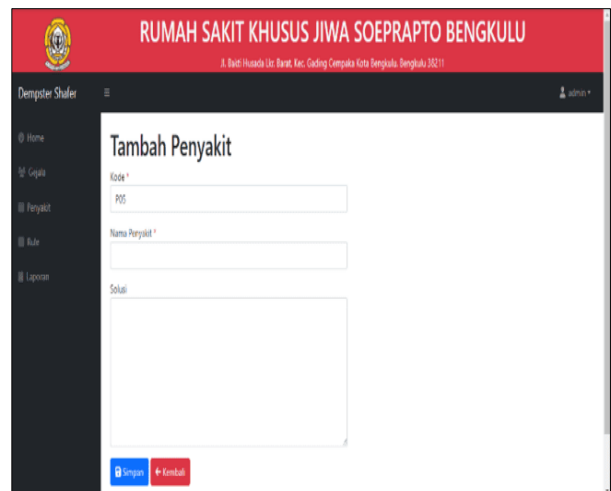 RUMAH SAKIT KHUSUS JIWA SOEPRAPTO BENGKULU
Jl. Bakti Husada Lkr. Barat, Kec. Gading Cempaka Kota Bengkulu. Bengkulu 38211
Dempster Shafer
admin
Home
Gejala
Penyakit
Rule
Laporan
Tambah Penyakit
Kode *
P05
Nama Penyakit *
Solusi
Simpan
Kembali